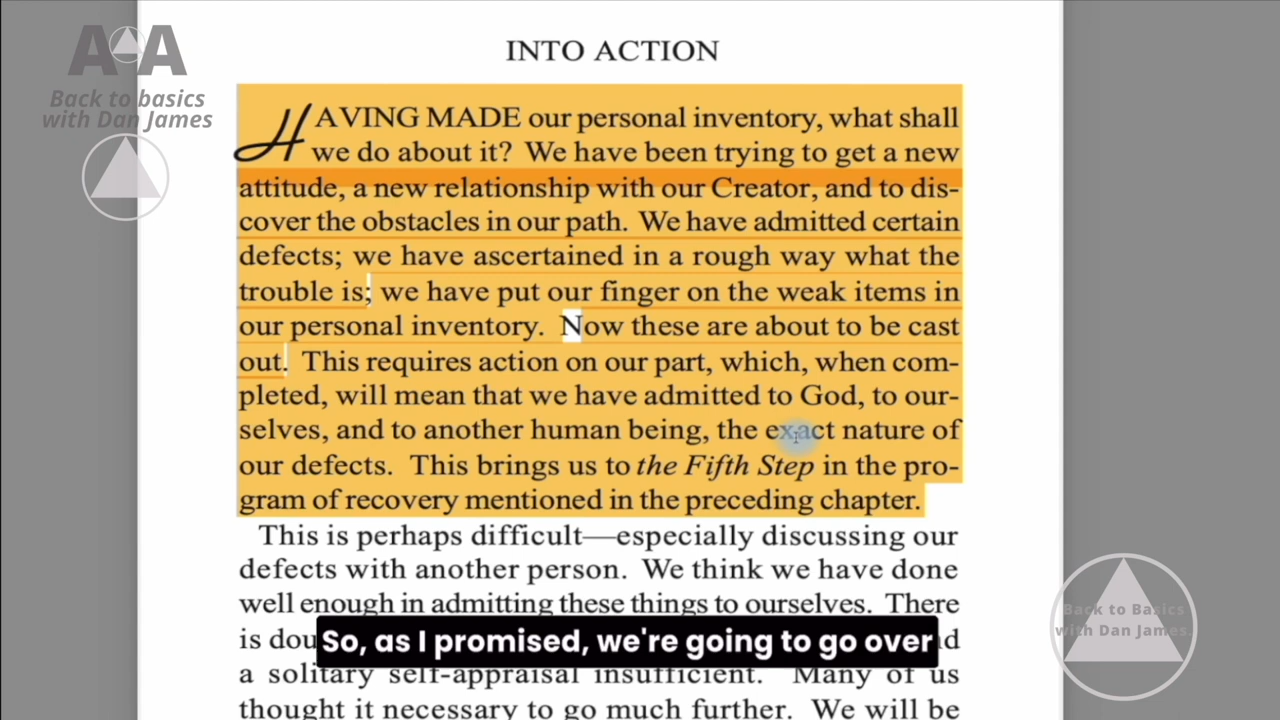 AA
Back to basics
with Dan James
INTO ACTION
HAVING MADE our personal inventory, what shall
we do about it? We have been trying to get a new
attitude, a new relationship with our Creator, and to dis-
cover the obstacles in our path. We have admitted certain
defects; we have ascertained in a rough way what the
trouble is; we have put our finger on the weak items in
our personal inventory. Now these are about to be cast
out. This requires action on our part, which, when com-
pleted, will mean that we have admitted to God, to our-
selves, and to another human being, the exact nature of
our defects. This brings us to the Fifth Step in the pro-
gram of recovery mentioned in the preceding chapter.
This is perhaps difficult—especially discussing our
defects with another person. We think we have done
well enough in admitting these things to ourselves. There
is
So, as I promised, we're going to go over
a solitary self-appraisal insufficient. Many of us
thought it necessary to go much further. We will be
Back to Basics
with Dan James.